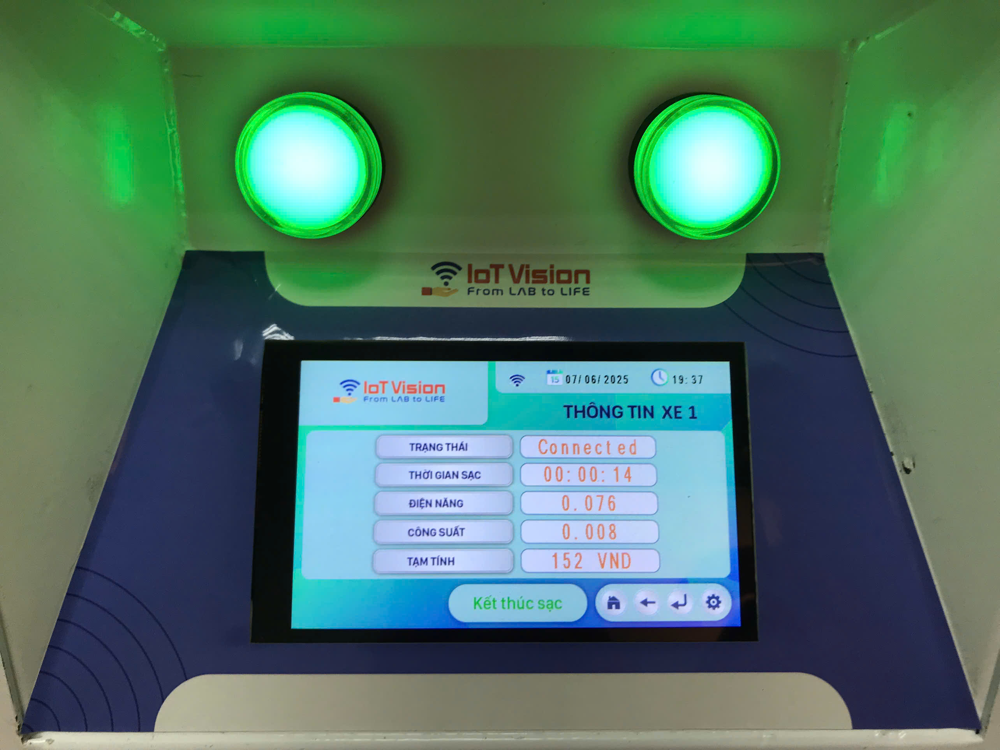 IoT Vision
From LAB to LIFE
IoT Vision
From LAB to LIFE
15 07/06/2025 19:37
THÔNG TIN XE 1
TRẠNG THÁI Connected
THỜI GIAN SẠC 00:00:14
ĐIỆN NĂNG 0.076
CÔNG SUẤT 0.008
TẠM TÍNH 152 VND
Kết thúc sạc